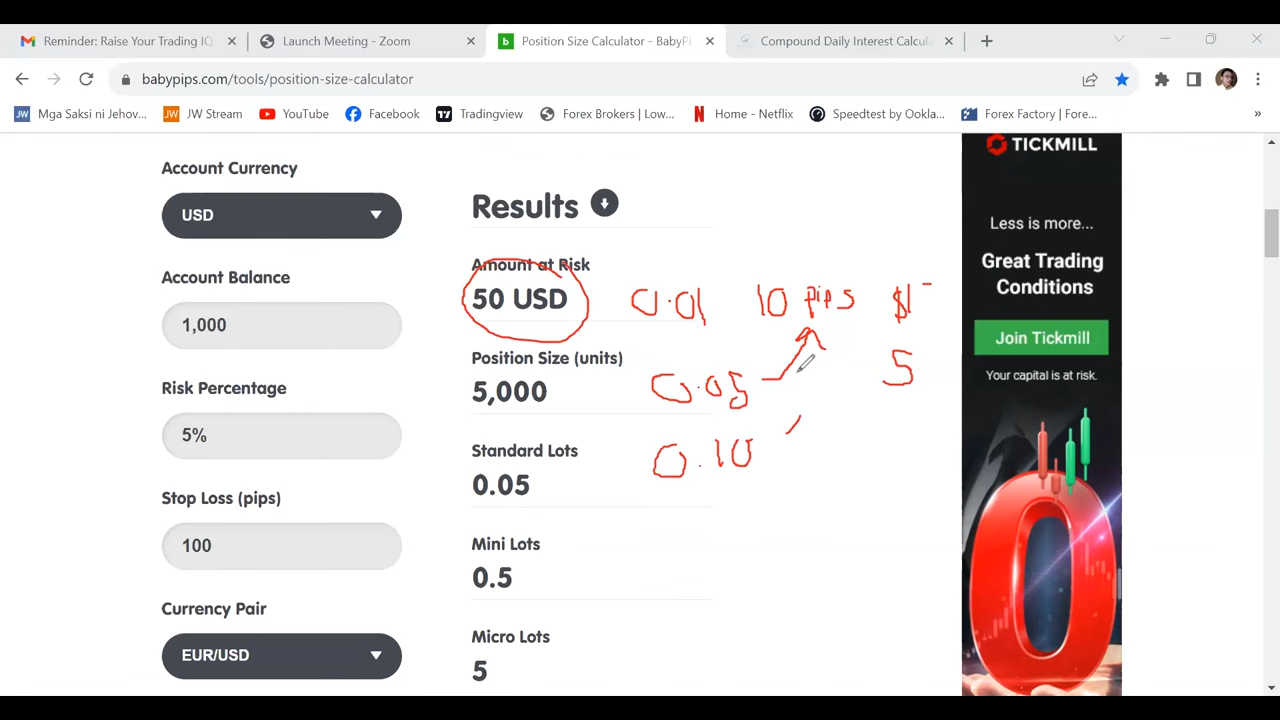 Reminder: Raise Your Trading IQ
Launch Meeting - Zoom
Position Size Calculator - BabyPi
Compound Daily Interest Calcul
babypips.com/tools/position-size-calculator
JW Mga Saksi ni Jehov...
JW JW Stream
YouTube
Facebook
Tradingview
Forex Brokers | Low...
N Home - Netflix
Speedtest by Ookla...
Forex Factory | Fore...
»
Account Currency
USD
Account Balance
1,000
Risk Percentage
5%
Stop Loss (pips)
100
Currency Pair
EUR/USD
Results
Amount at Risk
50 USD
Position Size (units)
5,000
Standard Lots
0.05
Mini Lots
0.5
Micro Lots
5
0.01 10 pips $1
0.05 5
0.10
TICKMILL
Less is more...
Great Trading
Conditions
Join Tickmill
Your capital is at risk.
0